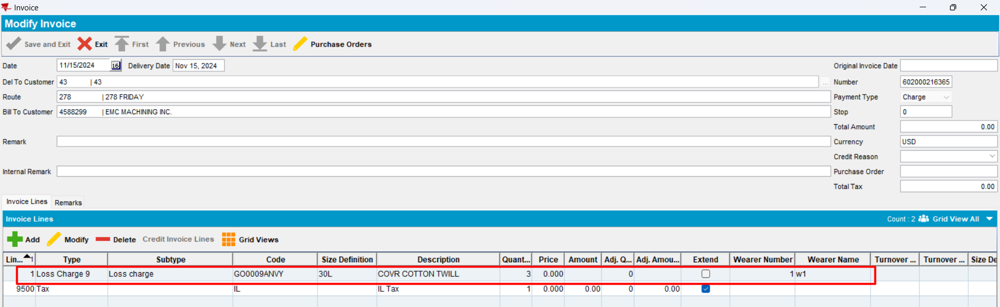 Invoice
Modify Invoice
Save and Exit Exit First Previous Next Last Purchase Orders
Date 11/15/2024 16 Delivery Date Nov 15, 2024 Original Invoice Date
Del To Customer 43 | 43 ... Number 602000216365
Route 278 | 278 FRIDAY Payment Type Charge
Bill To Customer 4588299 | EMC MACHINING INC. Stop 0
Total Amount 0.00
Remark Currency USD
Credit Reason
Internal Remark Purchase Order
Total Tax 0.00
Invoice Lines Remarks
Invoice Lines Count : 2 Grid View All
Add Modify Delete Credit Invoice Lines Grid Views
Lin... 1 Type Subtype Code Size Definition Description Quant... Price Amount Adj. Q... Adj. Amou... Extend Wearer Number Wearer Name Turnover ... Turnover ... Size De
1 Loss Charge 9 Loss charge GO0009ANVY 30L COVR COTTON TWILL 3 0.000 0 1 w1
9500 Tax IL IL Tax 1 0.000 0.00 0 0.00